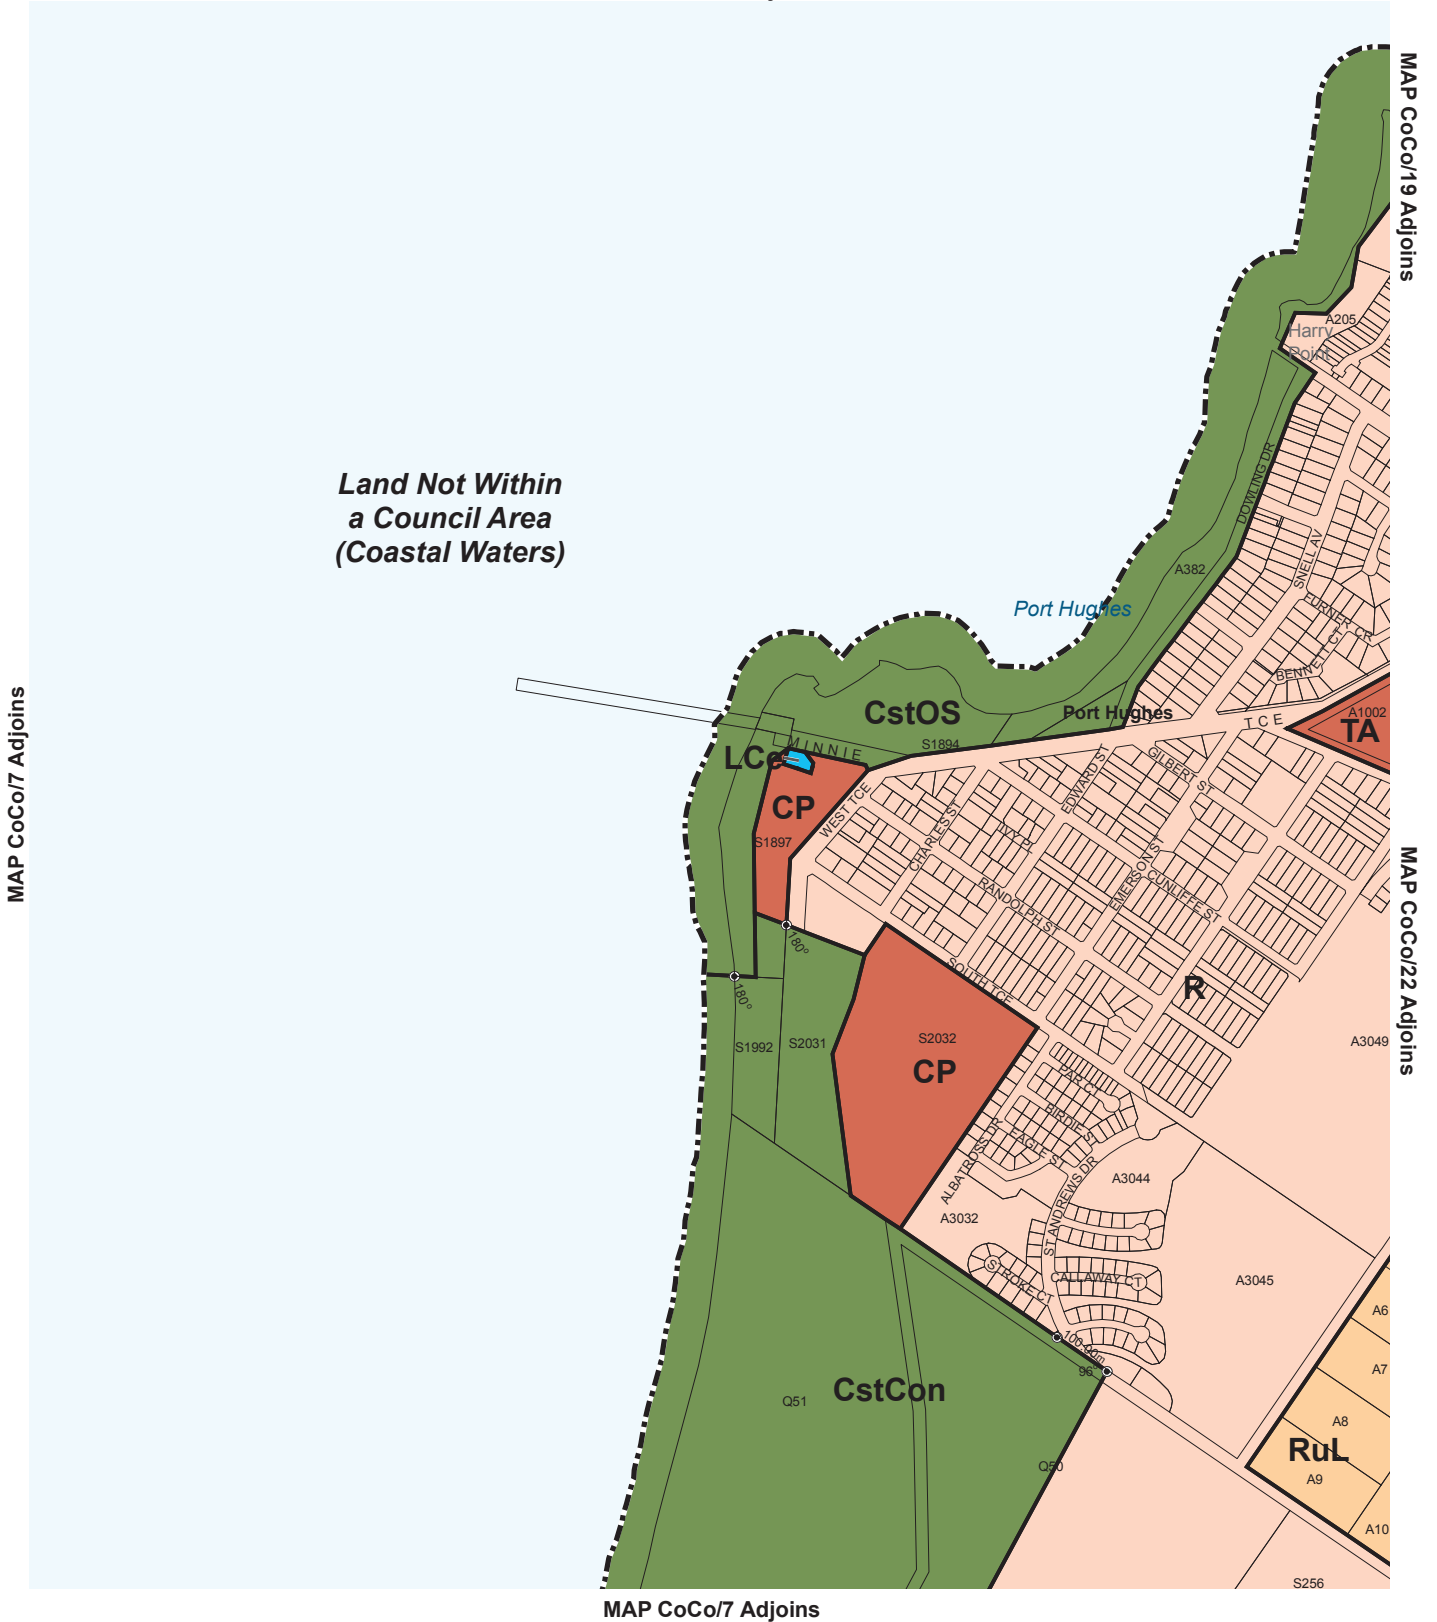 MAP CoCo/19 Adjoins
A205
Harry
Point
DOWLING DR
Land Not Within
a Council Area
(Coastal Waters)
SNELL AV
A382
FURNER CR
Port Hughes
BENNETT CT
MAP CoCo/7 Adjoins
CstOS
Port Hughes
TCE
A1002
TA
S1894
MINNIE
LCe
EDWARD ST
GILBERT ST
CP
WEST TCE
S1897
CHARLES ST
IVY PL
EMERSON ST
CUNLIFFE ST
RANDOLPH ST
MAP CoCo/22 Adjoins
180°
SOUTH TCE
R
180°
S1992
S2031
S2032
A3049
CP
PAR CT
BIRDIE ST
EAGLE ST
ALBATROSS DR
ST ANDREWS DR
A3044
A3032
STROKE CT
CALLAWAY CT
A3045
A6
100.00m
96°
A7
CstCon
Q51
A8
RuL
Q50
A9
A10
S256
MAP CoCo/7 Adjoins